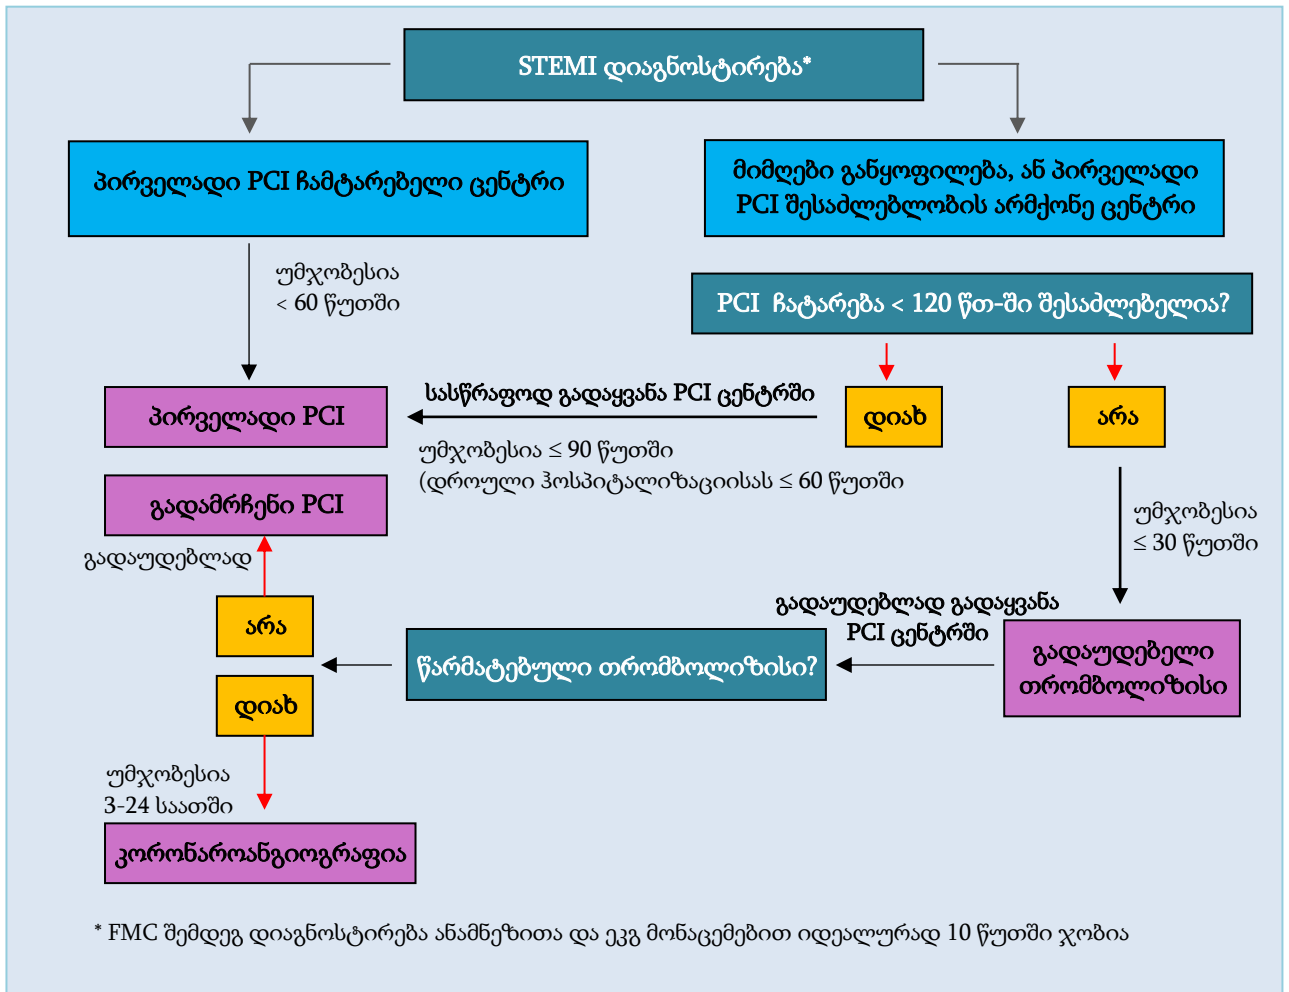 STEMI დიაგნოსტირება*
პირველადი PCI ჩამტარებელი ცენტრი
მიმღები განყოფილება, ან პირველადი
PCI შესაძლებლობის არმქონე ცენტრი
უმჯობესია
< 60 წუთში
PCI ჩატარება < 120 წთ-ში შესაძლებელია?
სასწრაფოდ გადაყვანა PCI ცენტრში
პირველადი PCI
დიახ
არა
უმჯობესია ≤ 90 წუთში
(დროული ჰოსპიტალიზაციისას ≤ 60 წუთში
გადამრჩენი PCI
უმჯობესია
≤ 30 წუთში
გადაუდებლად
არა
გადაუდებლად გადაყვანა
PCI ცენტრში
წარმატებული თრომბოლიზისი?
გადაუდებელი
თრომბოლიზისი
დიახ
უმჯობესია
3-24 საათში
კორონაროანგიოგრაფია
* FMC შემდეგ დიაგნოსტირება ანამნეზითა და ეკგ მონაცემებით იდეალურად 10 წუთში ჯობია